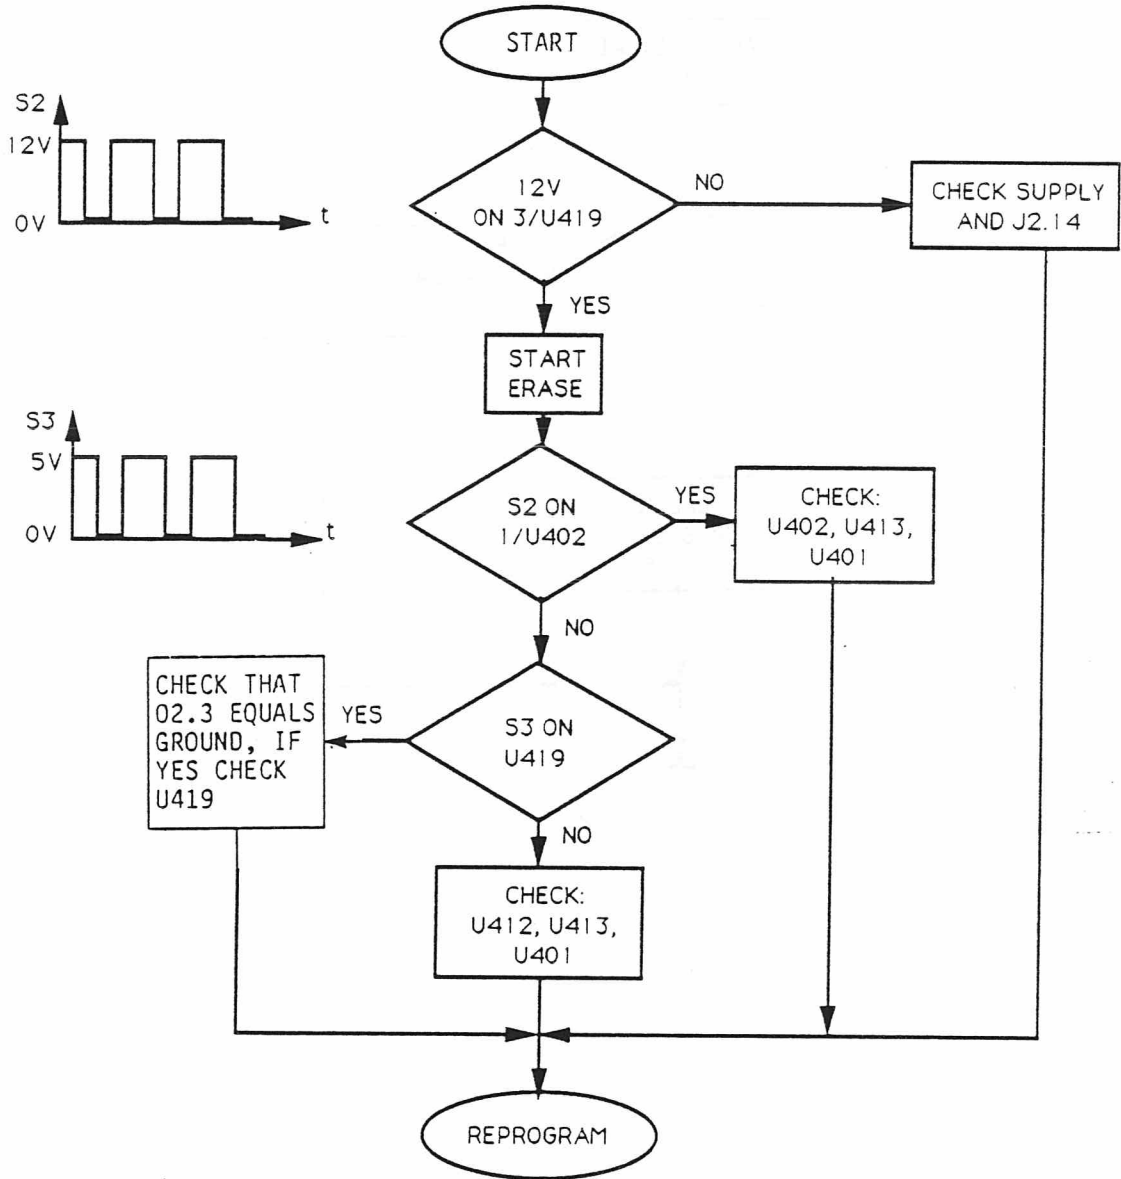 START
S2
12V
0V
t
12V
ON 3/U419
NO
CHECK SUPPLY
AND J2.14
YES
START
ERASE
S3
5V
0V
t
S2 ON
1/U402
YES
CHECK:
U402, U413,
U401
NO
CHECK THAT
O2.3 EQUALS
GROUND, IF
YES CHECK
U419
YES
S3 ON
U419
NO
CHECK:
U412, U413,
U401
REPROGRAM